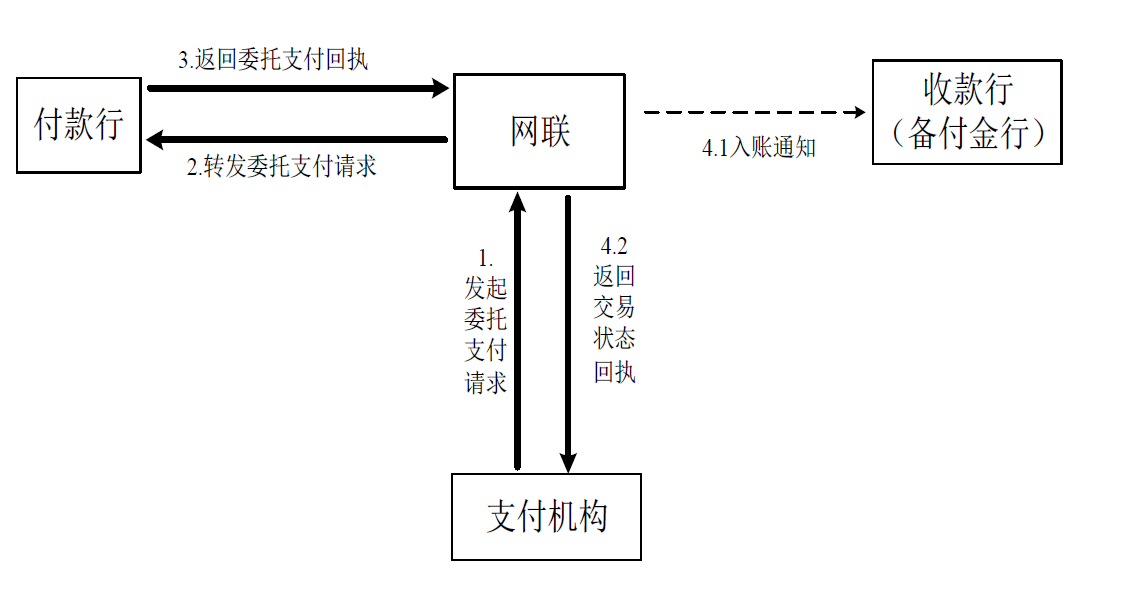 3.返回委托支付回执
付款行
网联
收款行
（备付金行）
2.转发委托支付请求
4.1入账通知
1.
发起
委托
支付
请求
4.2
返回
交易
状态
回执
支付机构